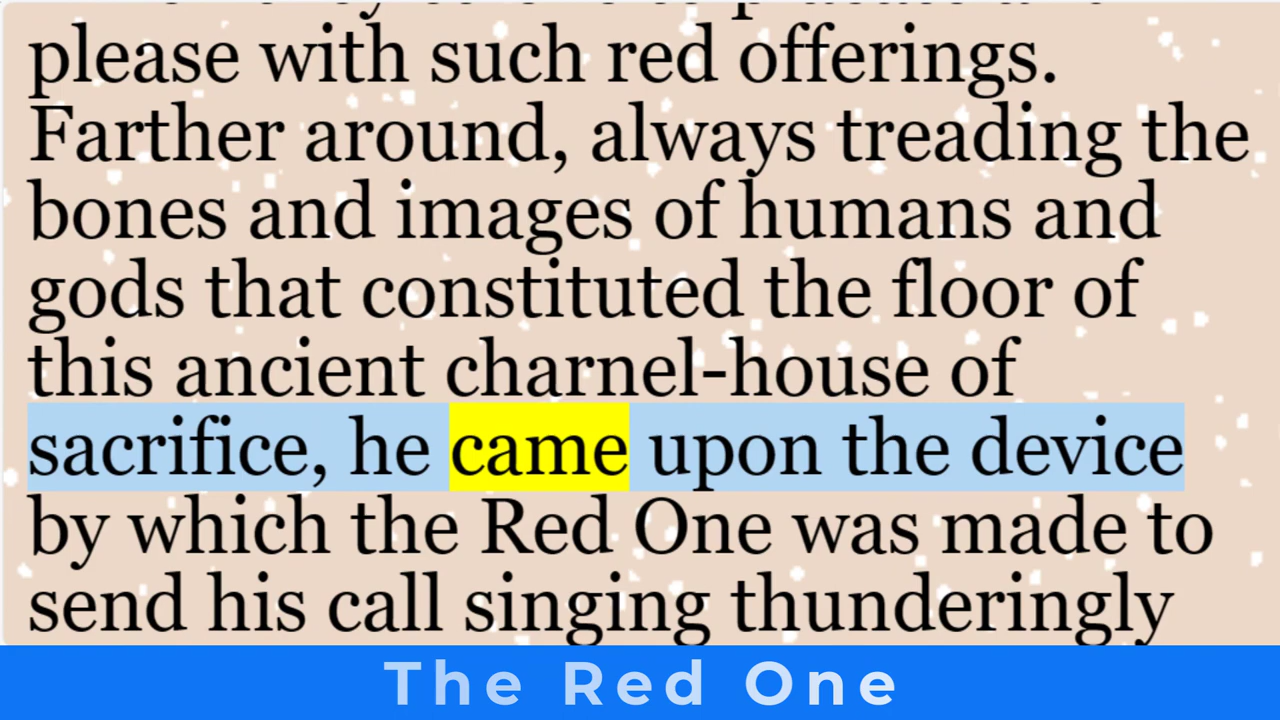 please with such red offerings.
Farther around, always treading the
bones and images of humans and
gods that constituted the floor of
this ancient charnel-house of
sacrifice, he came upon the device
by which the Red One was made to
send his call singing thunderingly
The Red One